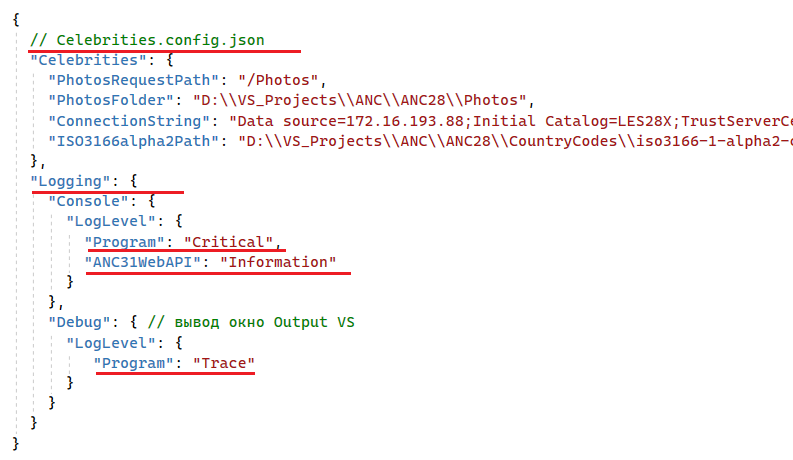 {
// Celebrities.config.json
"Celebrities": {
"PhotosRequestPath": "/Photos",
"PhotosFolder": "D:\\VS_Projects\\ANC\\ANC28\\Photos",
"ConnectionString": "Data source=172.16.193.88;Initial Catalog=LES28X;TrustServerCe
"ISO3166alpha2Path": "D:\\VS_Projects\\ANC\\ANC28\\CountryCodes\\iso3166-1-alpha2-c
},
"Logging": {
"Console": {
"LogLevel": {
"Program": "Critical",
"ANC31WebAPI": "Information"
}
},
"Debug": { // вывод окно Output VS
"LogLevel": {
"Program": "Trace"
}
}
}
}